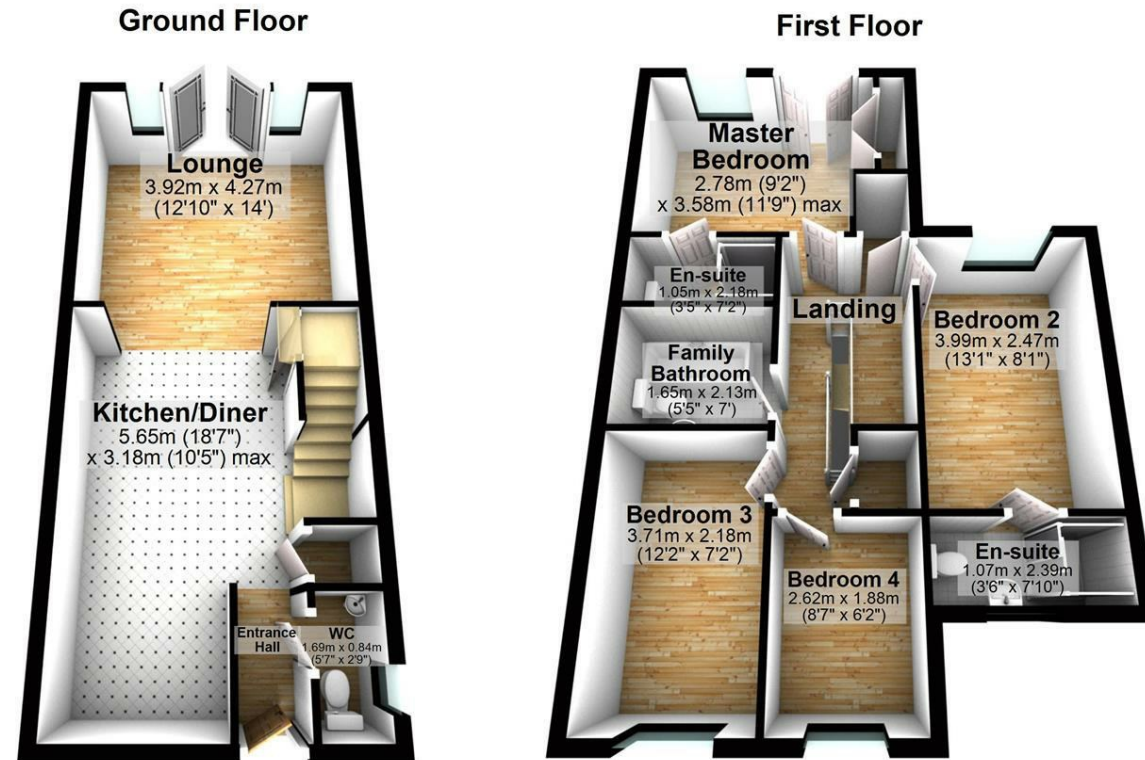 Ground Floor
Lounge
3.92m x 4.27m
(12'10" x 14')
Kitchen/Diner
5.65m (18'7")
x 3.18m (10'5") max
Entrance
Hall
WC
1.69m x 0.84m
(5'7" x 2'9")
First Floor
Master
Bedroom
2.78m (9'2")
x 3.58m (11'9") max
En-suite
1.05m x 2.18m
(3'5" x 7'2")
Landing
Family
Bathroom
1.65m x 2.13m
(5'5" x 7')
Bedroom 2
3.99m x 2.47m
(13'1" x 8'1")
Bedroom 3
3.71m x 2.18m
(12'2" x 7'2")
Bedroom 4
2.62m x 1.88m
(8'7" x 6'2")
En-suite
1.07m x 2.39m
(3'6" x 7'10")